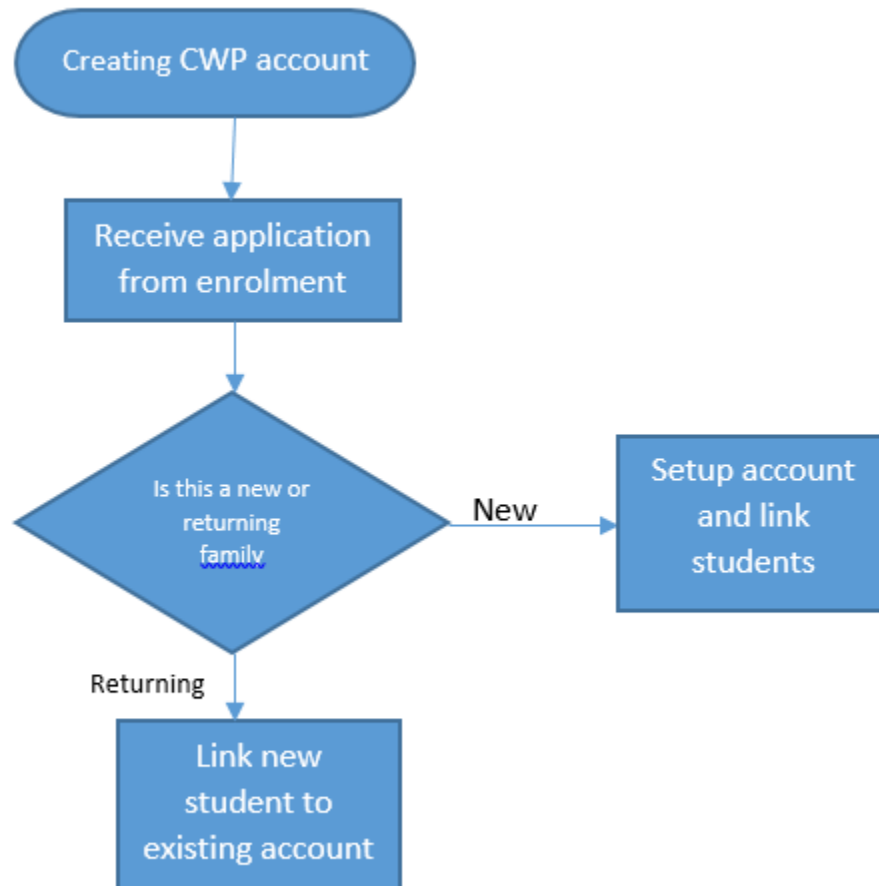 Creating CWP account
Receive application
from enrolment
Is this a new or
returning
family
New
Setup account
and link
students
Returning
Link new
student to
existing account